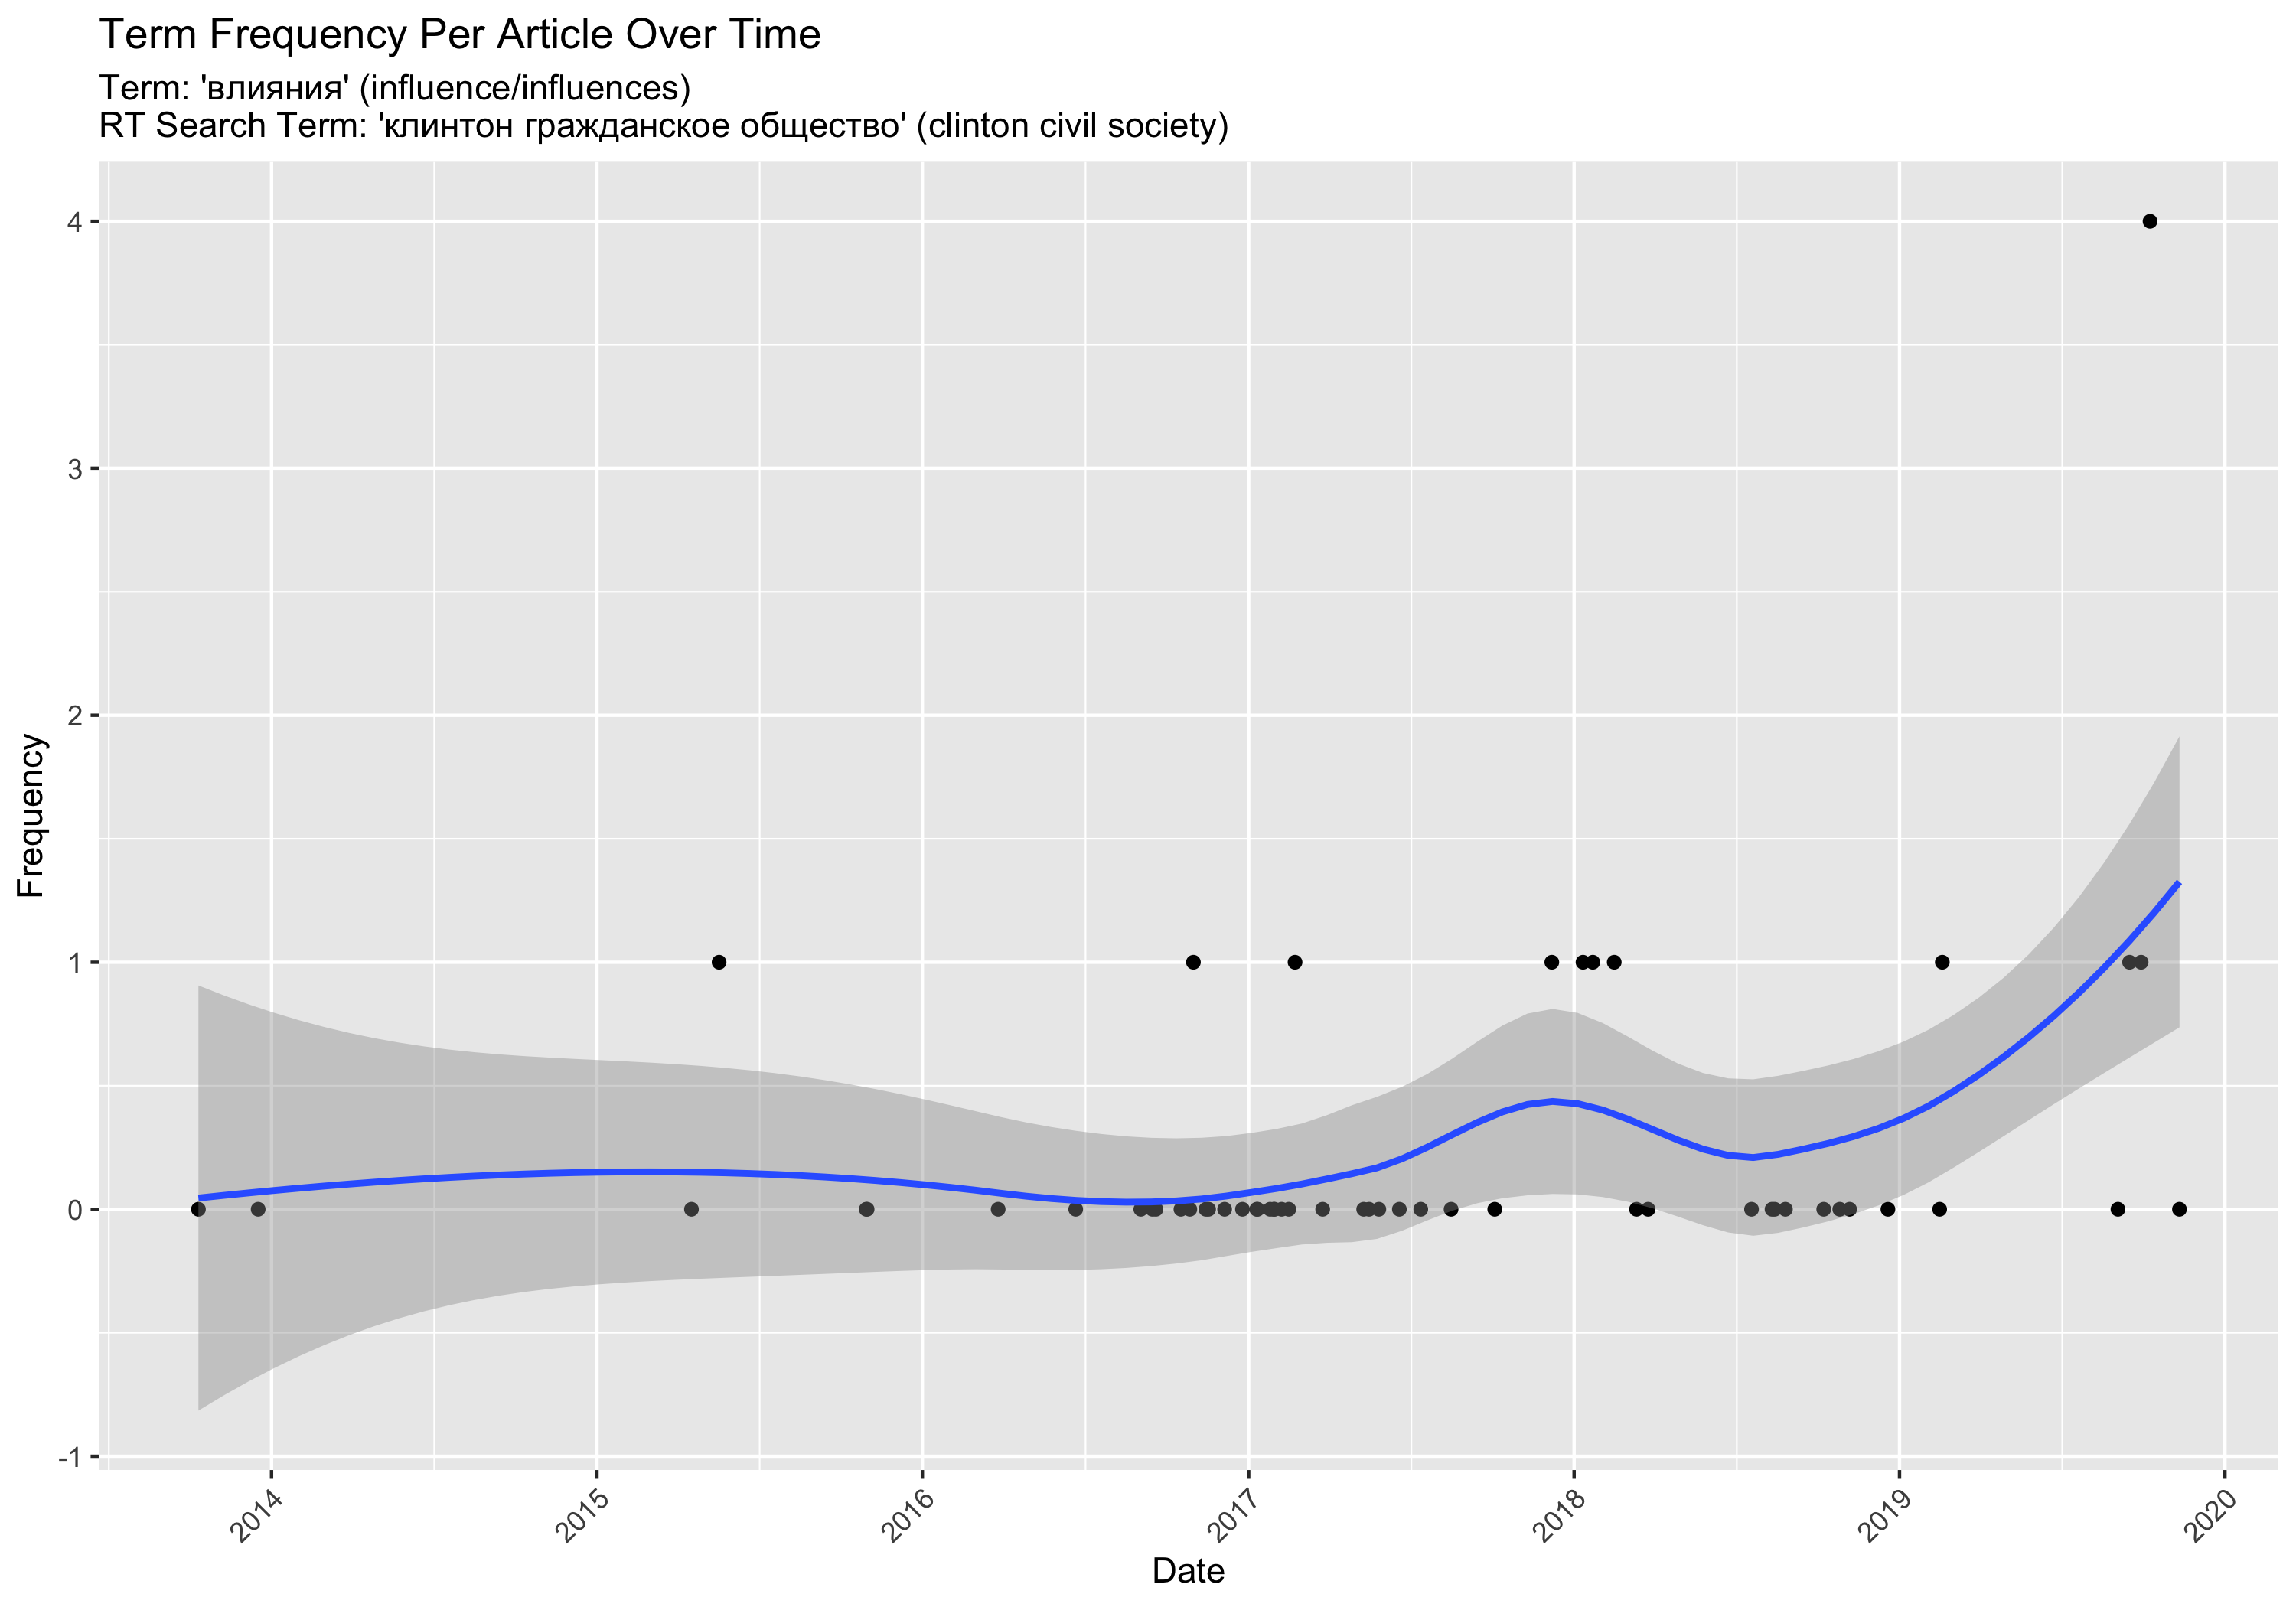 Term Frequency Per Article Over Time
Term: 'влияния' (influence/influences)
RT Search Term: 'клинтон гражданское общество' (clinton civil society)
4
3
2
1
0
-1
Frequency
2014
2015
2016
2017
2018
2019
2020
Date